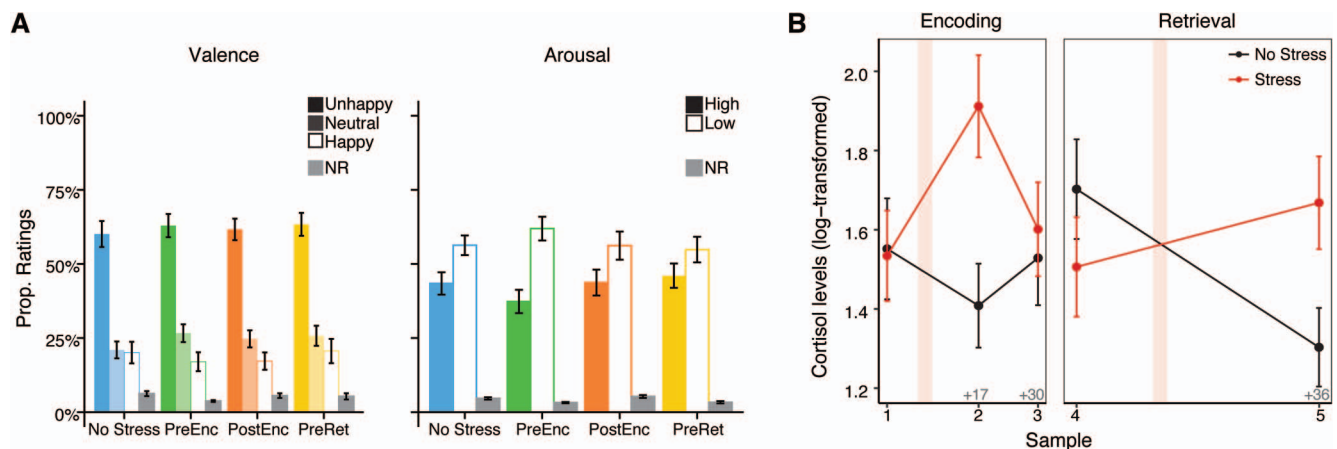 A
Valence
Arousal
Unhappy
Neutral
Happy
NR
High
Low
NR
Prop. Ratings
100%
75%
50%
25%
0%
No Stress PreEnc PostEnc PreRet
No Stress PreEnc PostEnc PreRet
B
Encoding
Retrieval
No Stress
Stress
Cortisol levels (log–transformed)
2.0
1.8
1.6
1.4
1.2
+17 +30 +36
1 2 3 4 5
Sample